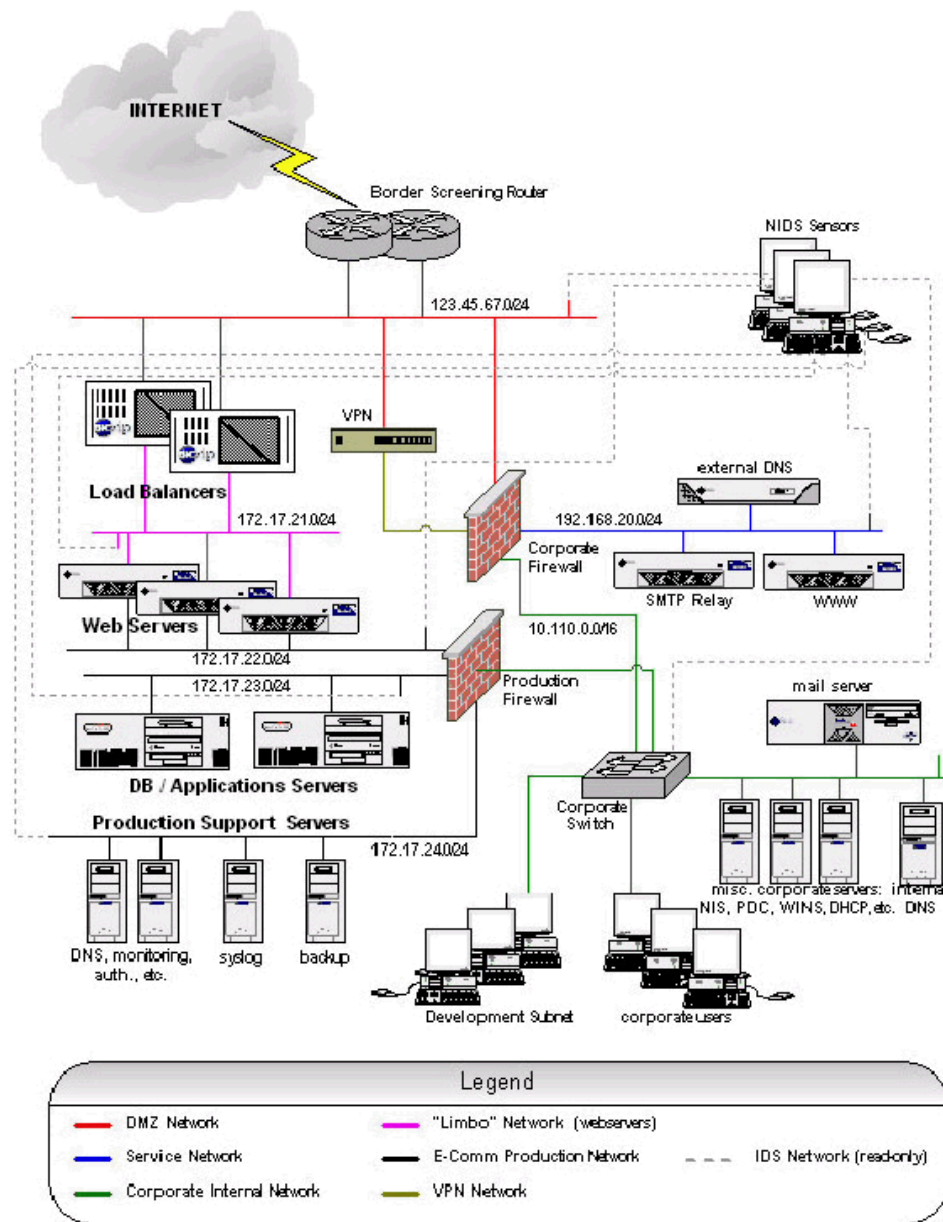 INTERNET
Border Screening Router
NIDS Sensors
123.45.67.0/24
VPN
Load Balancers
external DNS
172.17.21.0/24
192.168.20.0/24
Corporate
Firewall
SMTP Relay
WWW
Web Servers
10.110.0.0/16
172.17.22.0/24
172.17.23.0/24
Production
Firewall
mail server
DB / Applications Servers
Corporate
Switch
Production Support Servers
172.17.24.0/24
misc. corporate servers:
NIS, PDC, WINS, DHCP, etc.
interna
DNS
DNS, monitoring,
auth., etc.
syslog
backup
Development Subnet
corporate users
Legend
DMZ Network
"Limbo" Network (webservers)
Service Network
E-Comm Production Network
IDS Network (read-only)
Corporate Internal Network
VPN Network